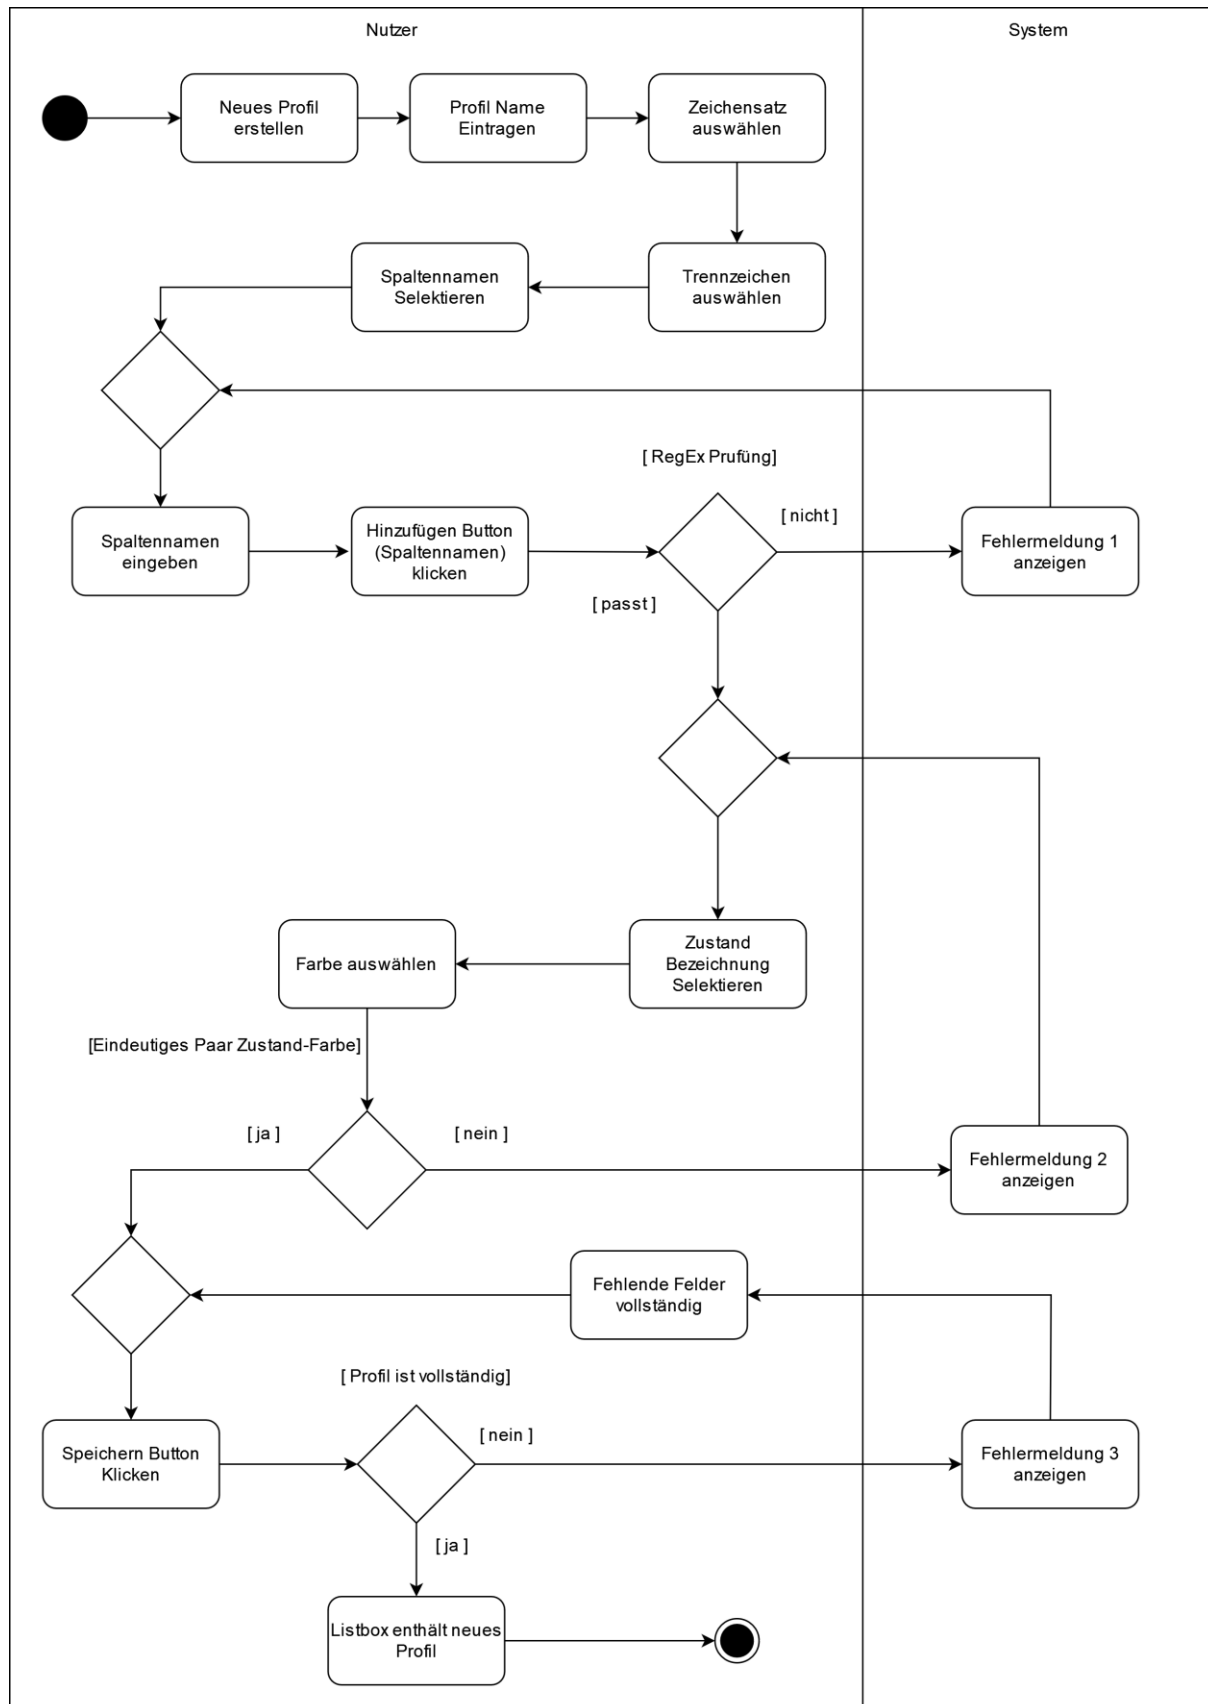 Nutzer
System
Neues Profil
erstellen
Profil Name
Eintragen
Zeichensatz
auswählen
Spaltennamen
Selektieren
Trennzeichen
auswählen
[ RegEx Prufüng]
[ nicht ]
Spaltennamen
eingeben
Hinzufügen Button
(Spaltennamen)
klicken
Fehlermeldung 1
anzeigen
[ passt ]
Farbe auswählen
Zustand
Bezeichnung
Selektieren
[Eindeutiges Paar Zustand-Farbe]
[ ja ]
[ nein ]
Fehlermeldung 2
anzeigen
Fehlende Felder
vollständig
[ Profil ist vollständig]
[ nein ]
Speichern Button
Klicken
Fehlermeldung 3
anzeigen
[ ja ]
Listbox enthält neues
Profil